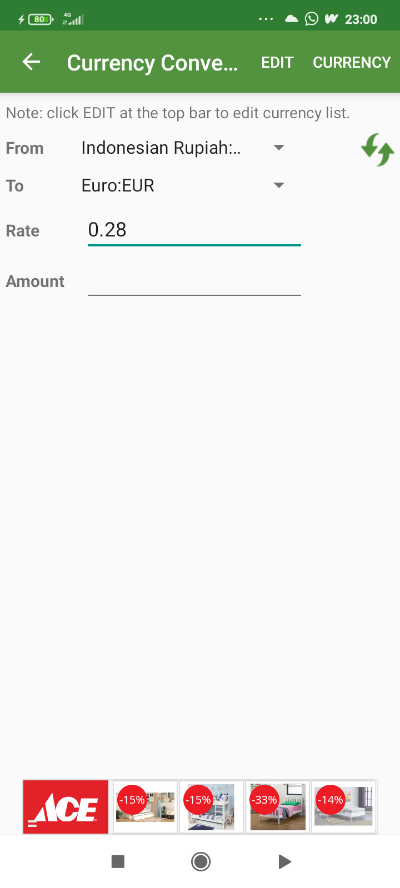 80 4G 23:00
Currency Conve... EDIT CURRENCY
Note: click EDIT at the top bar to edit currency list.
From Indonesian Rupiah:..
To Euro:EUR
Rate 0.28
Amount
ACE -15% -15% -33% -14%